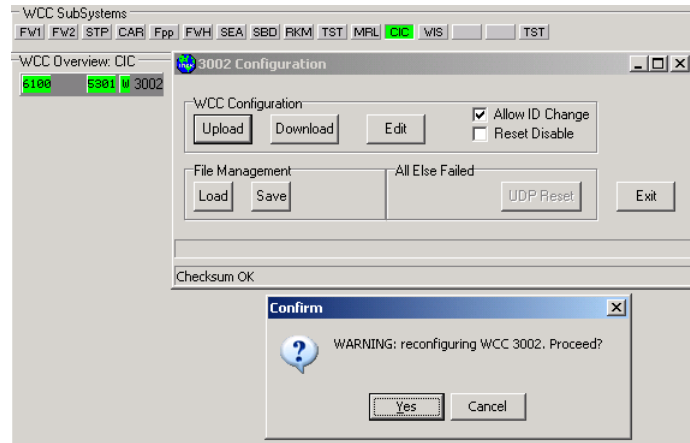 WCC SubSystems
FW1 FW2 STP CAR Fpp FWH SEA SBD RKM TST MRL CIC WIS TST
WCC Overview: CIC
6100 5301 W 3002
3002 Configuration
WCC Configuration
Upload Download Edit
Allow ID Change
Reset Disable
File Management
Load Save
All Else Failed
UDP Reset
Exit
Checksum OK
Confirm
WARNING: reconfiguring WCC 3002. Proceed?
Yes Cancel